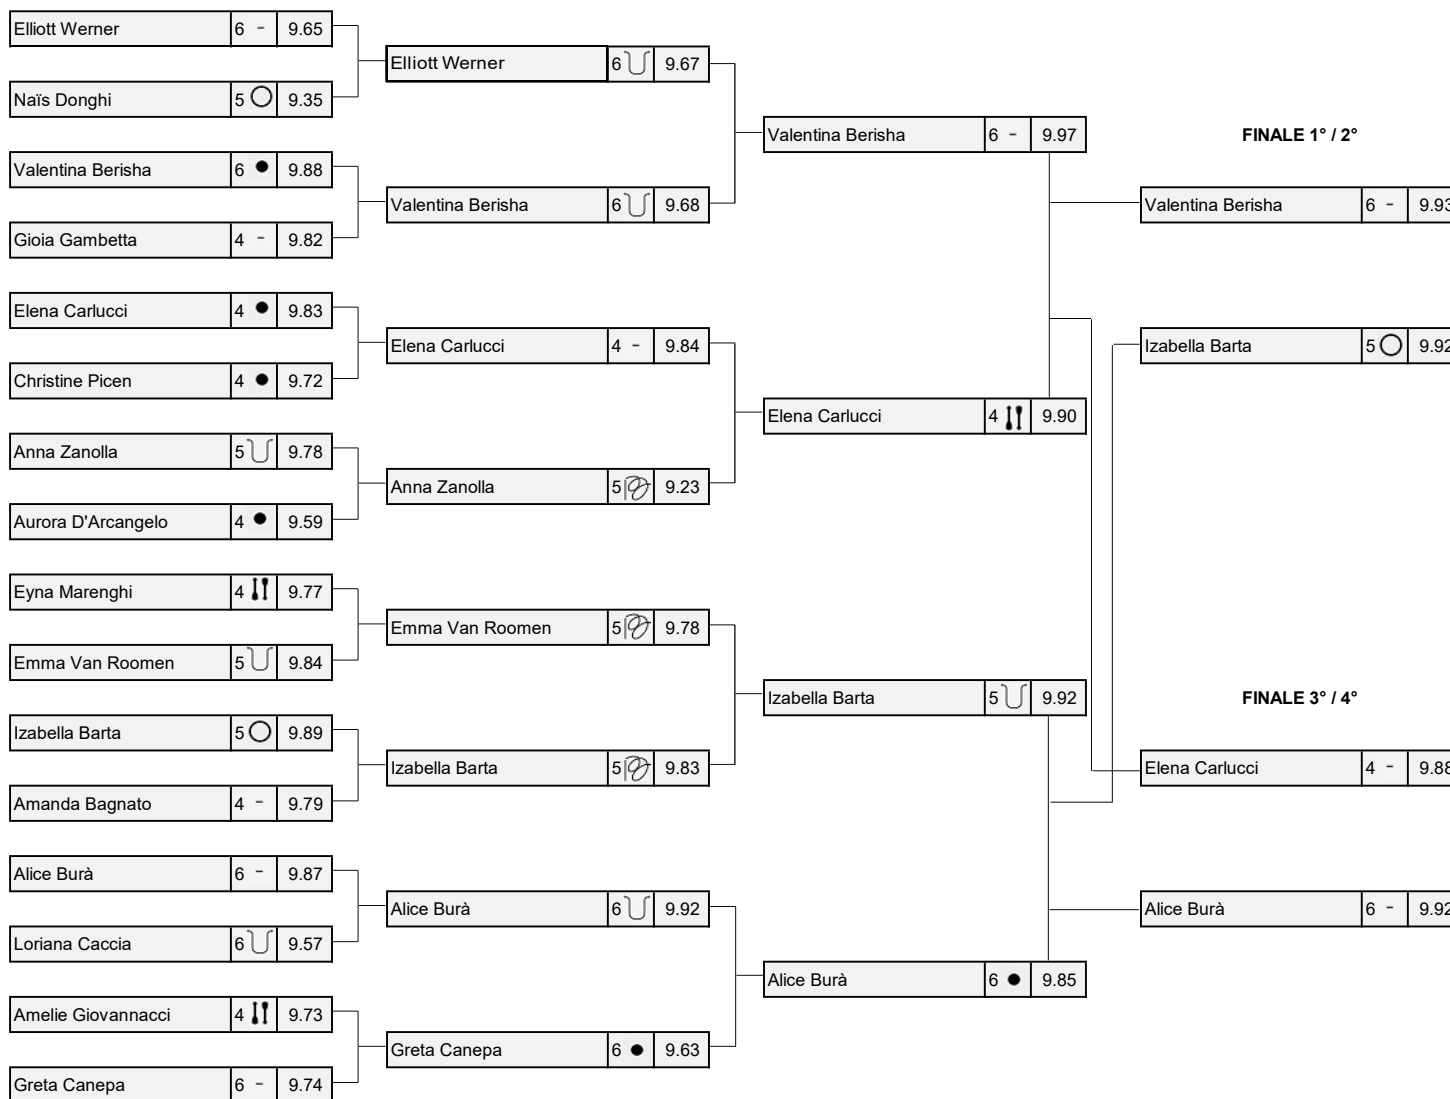 Elliott Werner 6 - 9.65
Elliott Werner 6 9.67
Naïs Donghi 5 9.35
Valentina Berisha 6 - 9.97
FINALE 1° / 2°
Valentina Berisha 6 9.88
Valentina Berisha 6 9.68
Valentina Berisha 6 - 9.93
Gioia Gambetta 4 - 9.82
Elena Carlucci 4 9.83
Elena Carlucci 4 - 9.84
Izabella Barta 5 9.92
Christine Picen 4 9.72
Elena Carlucci 4 9.90
Anna Zanolla 5 9.78
Anna Zanolla 5 9.23
Aurora D'Arcangelo 4 9.59
Eyna Marenghi 4 9.77
Emma Van Roomen 5 9.78
Emma Van Roomen 5 9.84
Izabella Barta 5 9.92
FINALE 3° / 4°
Izabella Barta 5 9.89
Izabella Barta 5 9.83
Elena Carlucci 4 - 9.88
Amanda Bagnato 4 - 9.79
Alice Burà 6 - 9.87
Alice Burà 6 9.92
Alice Burà 6 - 9.92
Loriana Caccia 6 9.57
Alice Burà 6 9.85
Amelie Giovannacci 4 9.73
Greta Canepa 6 9.63
Greta Canepa 6 - 9.74